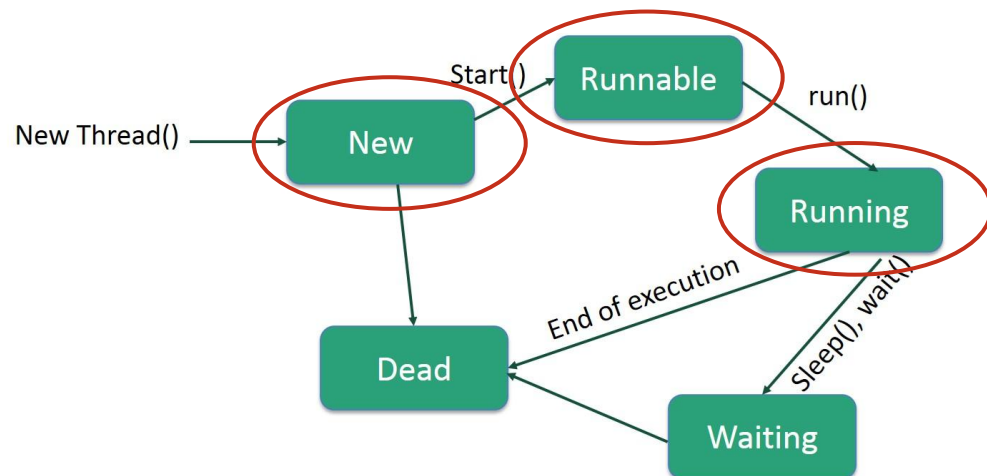 Runnable
Start()
run()
New Thread()
New
Running
End of execution
Sleep(), wait()
Dead
Waiting